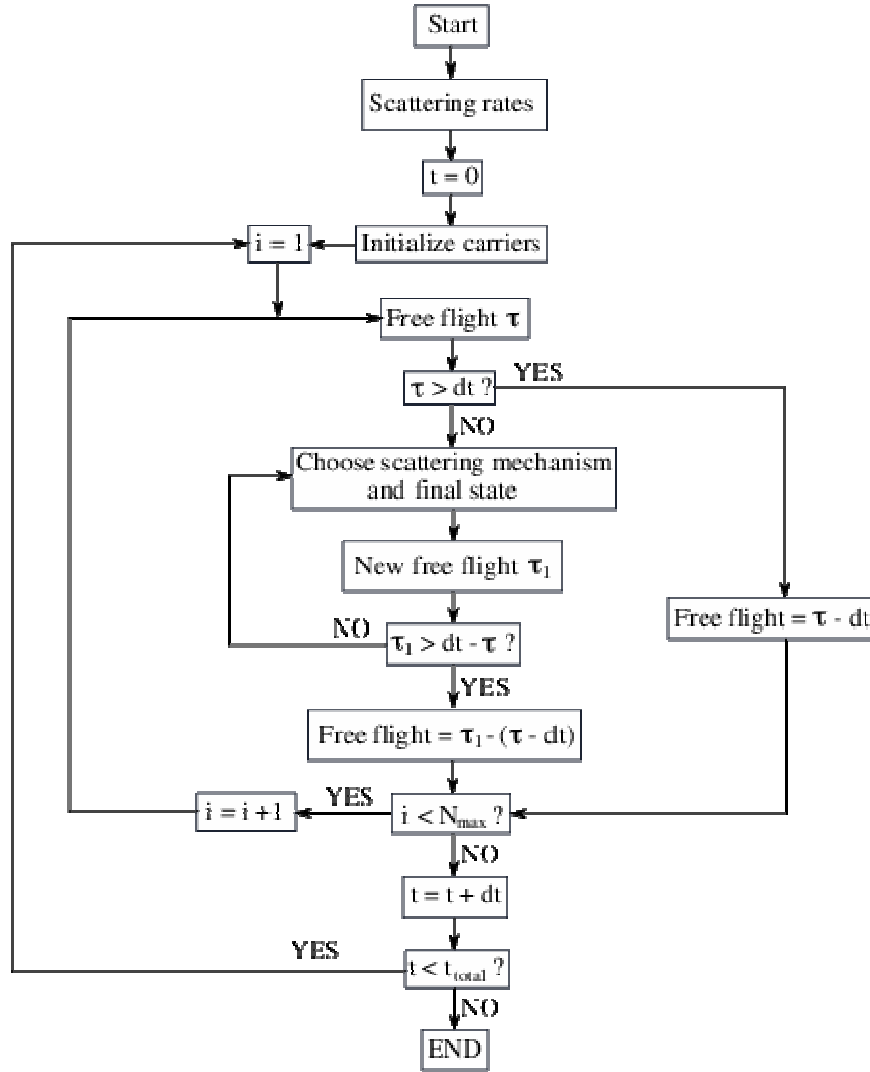 Start
Scattering rates
t = 0
i = 1
Initialize carriers
Free flight τ
τ > dt ?
YES
NO
Choose scattering mechanism
and final state
New free flight τ₁
NO
τ₁ > dt - τ ?
Free flight = τ - dt
YES
Free flight = τ₁ - (τ - dt)
i = i +1
YES
i < Nmax ?
NO
t = t + dt
YES
t < ttotal ?
NO
END